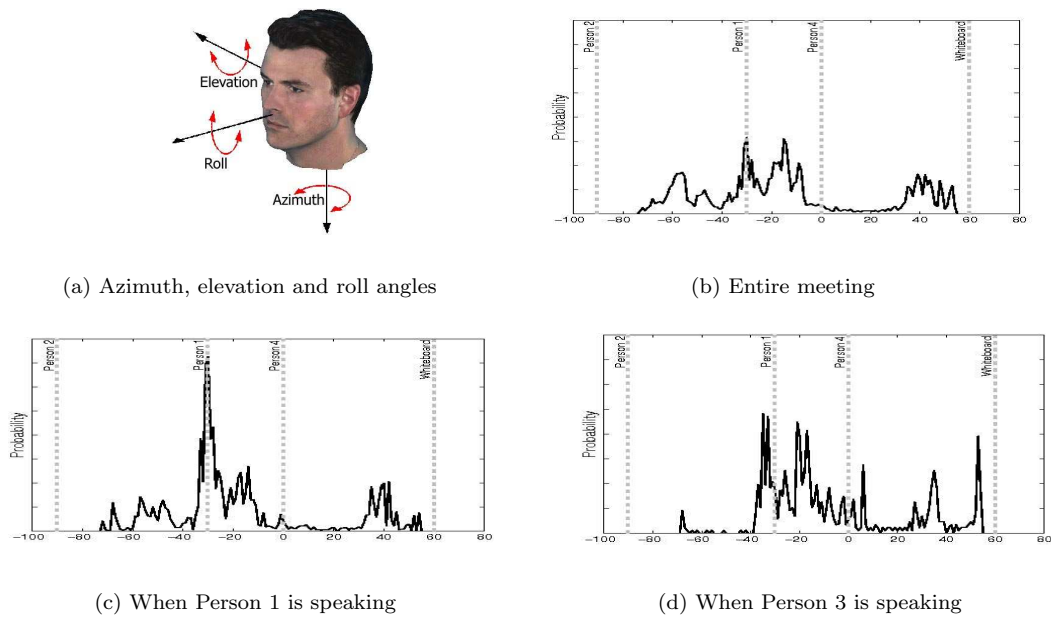 Elevation
Roll
Azimuth
(a) Azimuth, elevation and roll angles
Probability
Person 2
Person 1
Person 4
Whiteboard
-100 -80 -60 -40 -20 0 20 40 60 80
(b) Entire meeting
Probability
Person 2
Person 1
Person 4
Whiteboard
-100 -80 -60 -40 -20 0 20 40 60 80
(c) When Person 1 is speaking
Probability
Person 2
Person 1
Person 4
Whiteboard
-100 -80 -60 -40 -20 0 20 40 60 80
(d) When Person 3 is speaking